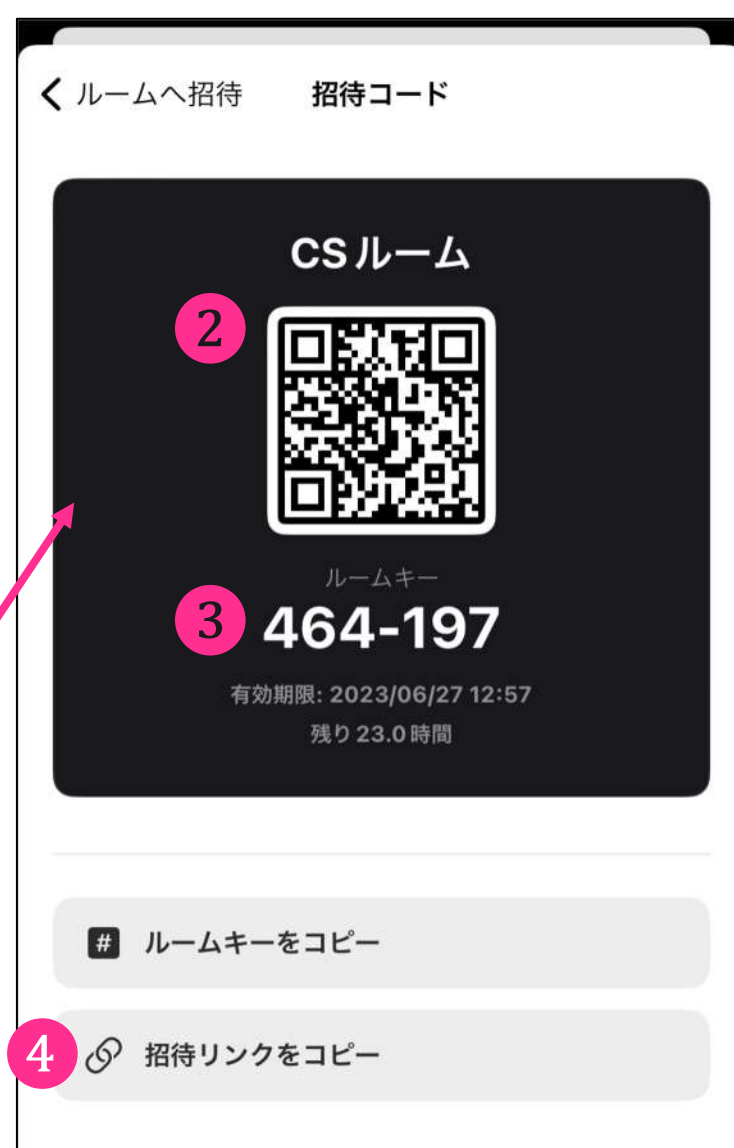 ルームへ招待 招待コード
CSルーム
2
ルームキー
3 464-197
有効期限: 2023/06/27 12:57
残り23.0時間
# ルームキーをコピー
4 招待リンクをコピー